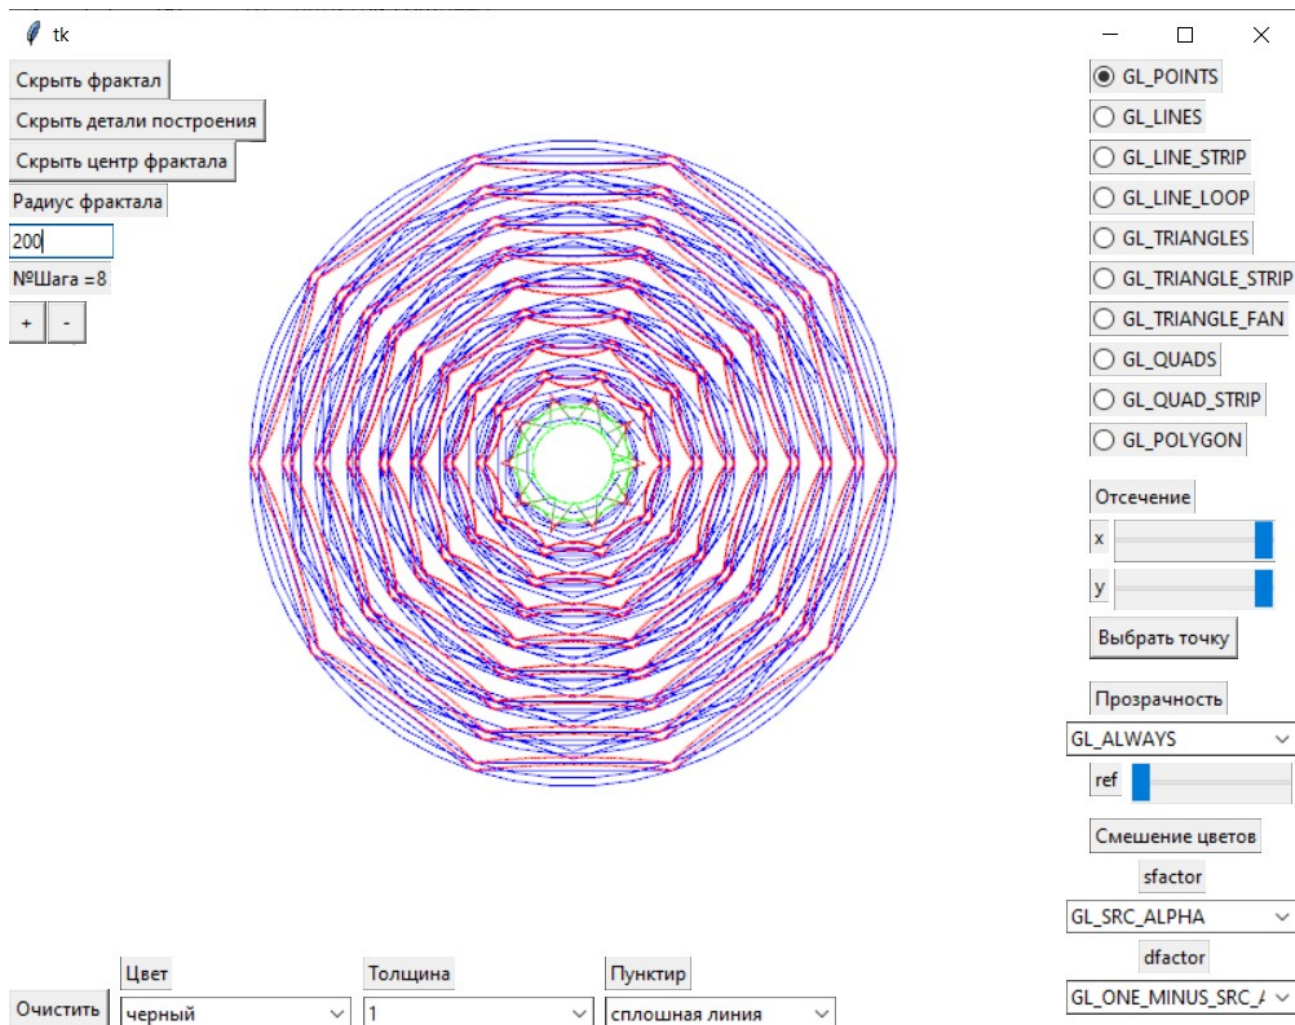 tk
Скрыть фрактал
Скрыть детали построения
Скрыть центр фрактала
Радиус фрактала
200
№Шага =8
+ -
GL_POINTS
GL_LINES
GL_LINE_STRIP
GL_LINE_LOOP
GL_TRIANGLES
GL_TRIANGLE_STRIP
GL_TRIANGLE_FAN
GL_QUADS
GL_QUAD_STRIP
GL_POLYGON
Отсечение
x
y
Выбрать точку
Прозрачность
GL_ALWAYS
ref
Смешение цветов
sfactor
GL_SRC_ALPHA
dfactor
GL_ONE_MINUS_SRC_
Цвет Толщина Пунктир
Очистить черный 1 сплошная линия